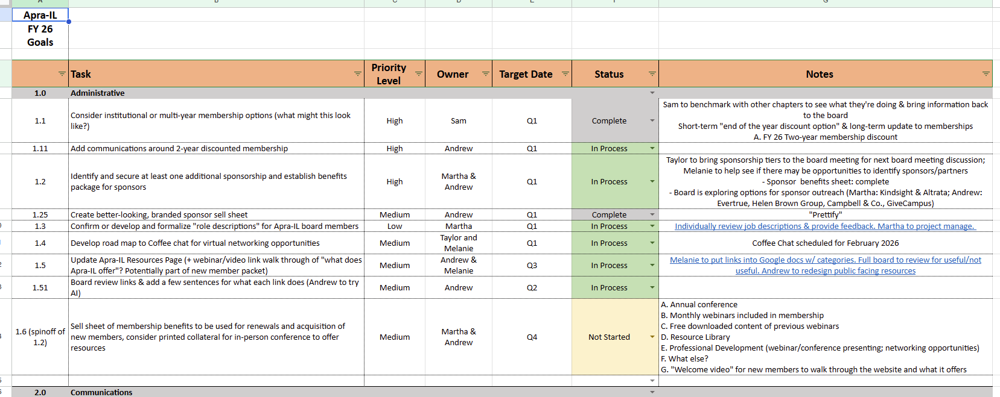 Apra-IL
FY 26
Goals
Task
Priority
Level
Owner
Target Date
Status
Notes
1.0 Administrative
1.1
Consider institutional or multi-year membership options (what might this look
like?)
High
Sam
Q1
Complete
Sam to benchmark with other chapters to see what they're doing & bring information back
to the board
Short-term "end of the year discount option" & long-term update to memberships
A. FY 26 Two-year membership discount
1.11 Add communications around 2-year discounted membership High Andrew Q1 In Process
1.2
Identify and secure at least one additional sponsorship and establish benefits
package for sponsors
High
Martha &
Andrew
Q1
In Process
Taylor to bring sponsorship tiers to the board meeting for next board meeting discussion;
Melanie to help see if there may be opportunities to identify sponsors/partners
- Sponsor  benefits sheet: complete
- Board is exploring options for sponsor outreach (Martha: Kindsight & Altrata; Andrew:
Evertrue, Helen Brown Group, Campbell & Co., GiveCampus)
1.25 Create better-looking, branded sponsor sell sheet Medium Andrew Q1 Complete "Prettify"
1.3 Confirm or develop and formalize "role descriptions" for Apra-IL board members Low Martha Q1 In Process Individually review job descriptions & provide feedback. Martha to project manage.
1.4
Develop road map to Coffee chat for virtual networking opportunities
Medium
Taylor and
Melanie
Q1
In Process
Coffee Chat scheduled for February 2026
1.5
Update Apra-IL Resources Page (+ webinar/video link walk through of "what does
Apra-IL offer"? Potentially part of new member packet)
Medium
Andrew &
Melanie
Q3
In Process
Melanie to put links into Google docs w/ categories. Full board to review for useful/not
useful. Andrew to redesign public facing resources
1.51
Board review links & add a few sentences for what each link does (Andrew to try
AI)
Medium
Andrew
Q2
In Process
1.6 (spinoff of
1.2)
Sell sheet of membership benefits to be used for renewals and acquisition of
new members, consider printed collateral for in-person conference to offer
resources
Medium
Martha &
Andrew
Q4
Not Started
A. Annual conference
B. Monthly webinars included in membership
C. Free downloaded content of previous webinars
D. Resource Library
E. Professional Development (webinar/conference presenting; networking opportunities)
F. What else?
G. "Welcome video" for new members to walk through the website and what it offers
2.0 Communications